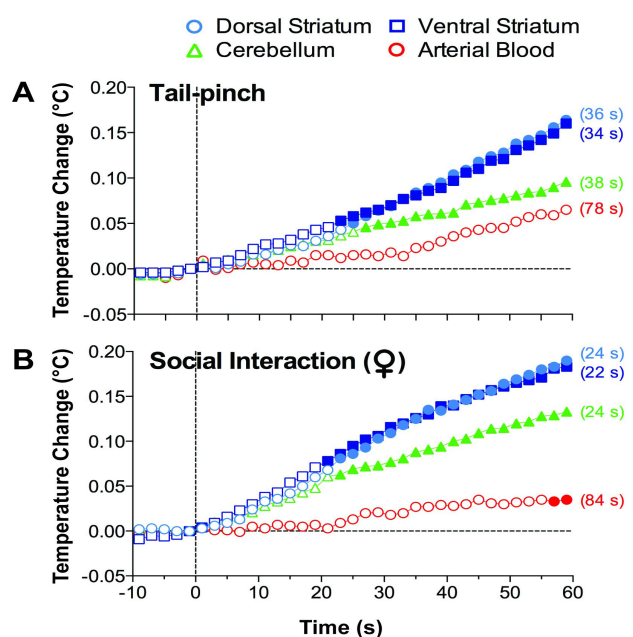 Dorsal Striatum Ventral Striatum
Cerebellum Arterial Blood
A Tail-pinch
Temperature Change (°C)
0.20
0.15
0.10
0.05
0.00
-0.05
(36 s)
(34 s)
(38 s)
(78 s)
B Social Interaction (♀)
Temperature Change (°C)
0.20
0.15
0.10
0.05
0.00
-0.05
(24 s)
(22 s)
(24 s)
(84 s)
-10 0 10 20 30 40 50 60
Time (s)